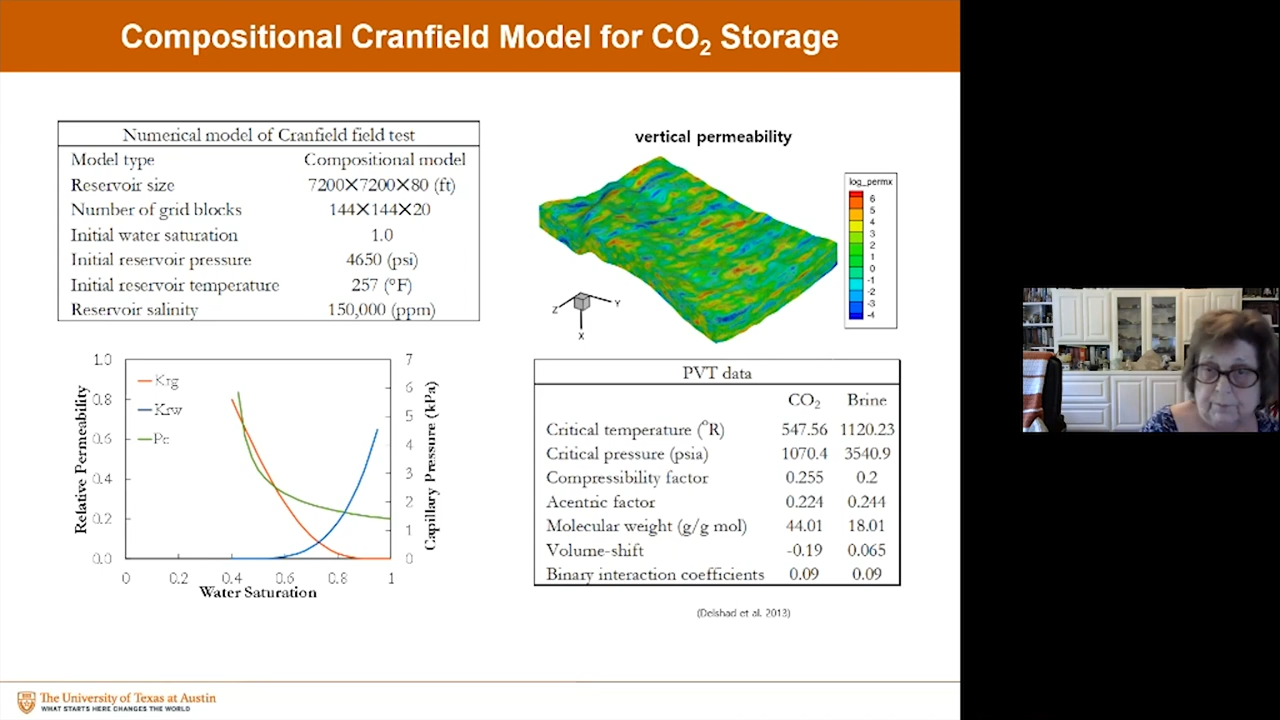 Compositional Cranfield Model for CO₂ Storage
Numerical model of Cranfield field test
Model type Compositional model
Reservoir size 7200×7200×80 (ft)
Number of grid blocks 144×144×20
Initial water saturation 1.0
Initial reservoir pressure 4650 (psi)
Initial reservoir temperature 257 (°F)
Reservoir salinity 150,000 (ppm)
vertical permeability
log_permx
6
5
4
3
2
1
0
-1
-2
-3
-4
Z
Y
X
Relative Permeability
1.0
0.8
0.6
0.4
0.2
0.0
Krg
Krw
Pc
7
6
5
4
3
2
1
0
Capillary Pressure (kPa)
0 0.2 0.4 0.6 0.8 1
Water Saturation
PVT data
CO₂ Brine
Critical temperature (°R) 547.56 1120.23
Critical pressure (psia) 1070.4 3540.9
Compressibility factor 0.255 0.2
Acentric factor 0.224 0.244
Molecular weight (g/g mol) 44.01 18.01
Volume-shift -0.19 0.065
Binary interaction coefficients 0.09 0.09
(Delshad et al. 2013)
The University of Texas at Austin
WHAT STARTS HERE CHANGES THE WORLD